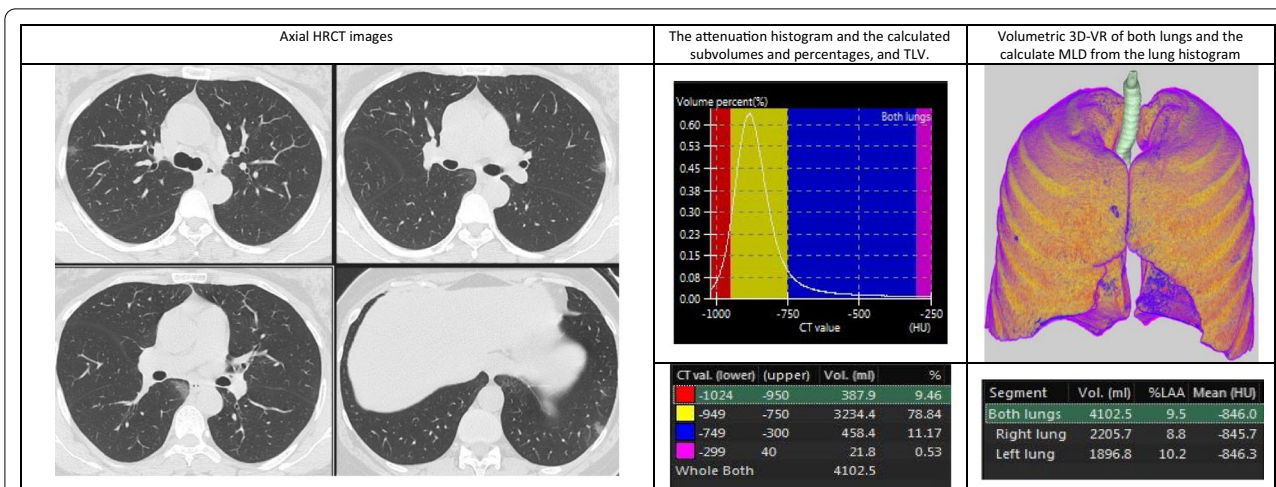 Axial HRCT images
The attenuation histogram and the calculated
subvolumes and percentages, and TLV.
Volumetric 3D-VR of both lungs and the
calculate MLD from the lung histogram
Volume percent(%)
Both lungs
0.60
0.53
0.45
0.38
0.30
0.23
0.15
0.08
0.00
-1000 -750 -500 -250
CT value (HU)
CT val. (lower) (upper) Vol. (ml) %
-1024 -950 387.9 9.46
-949 -750 3234.4 78.84
-749 -300 458.4 11.17
-299 40 21.8 0.53
Whole Both 4102.5
Segment Vol. (ml) %LAA Mean (HU)
Both lungs 4102.5 9.5 -846.0
Right lung 2205.7 8.8 -845.7
Left lung 1896.8 10.2 -846.3